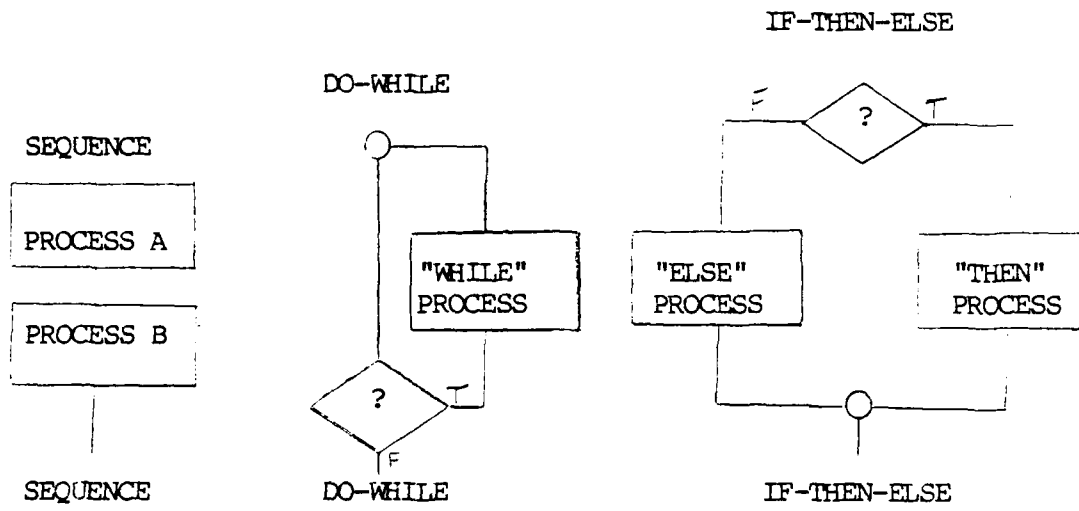 IF-THEN-ELSE
DO-WHILE
F
?
T
SEQUENCE
PROCESS A
"WHILE"
PROCESS
"ELSE"
PROCESS
"THEN"
PROCESS
PROCESS B
?
T
F
SEQUENCE
DO-WHILE
IF-THEN-ELSE